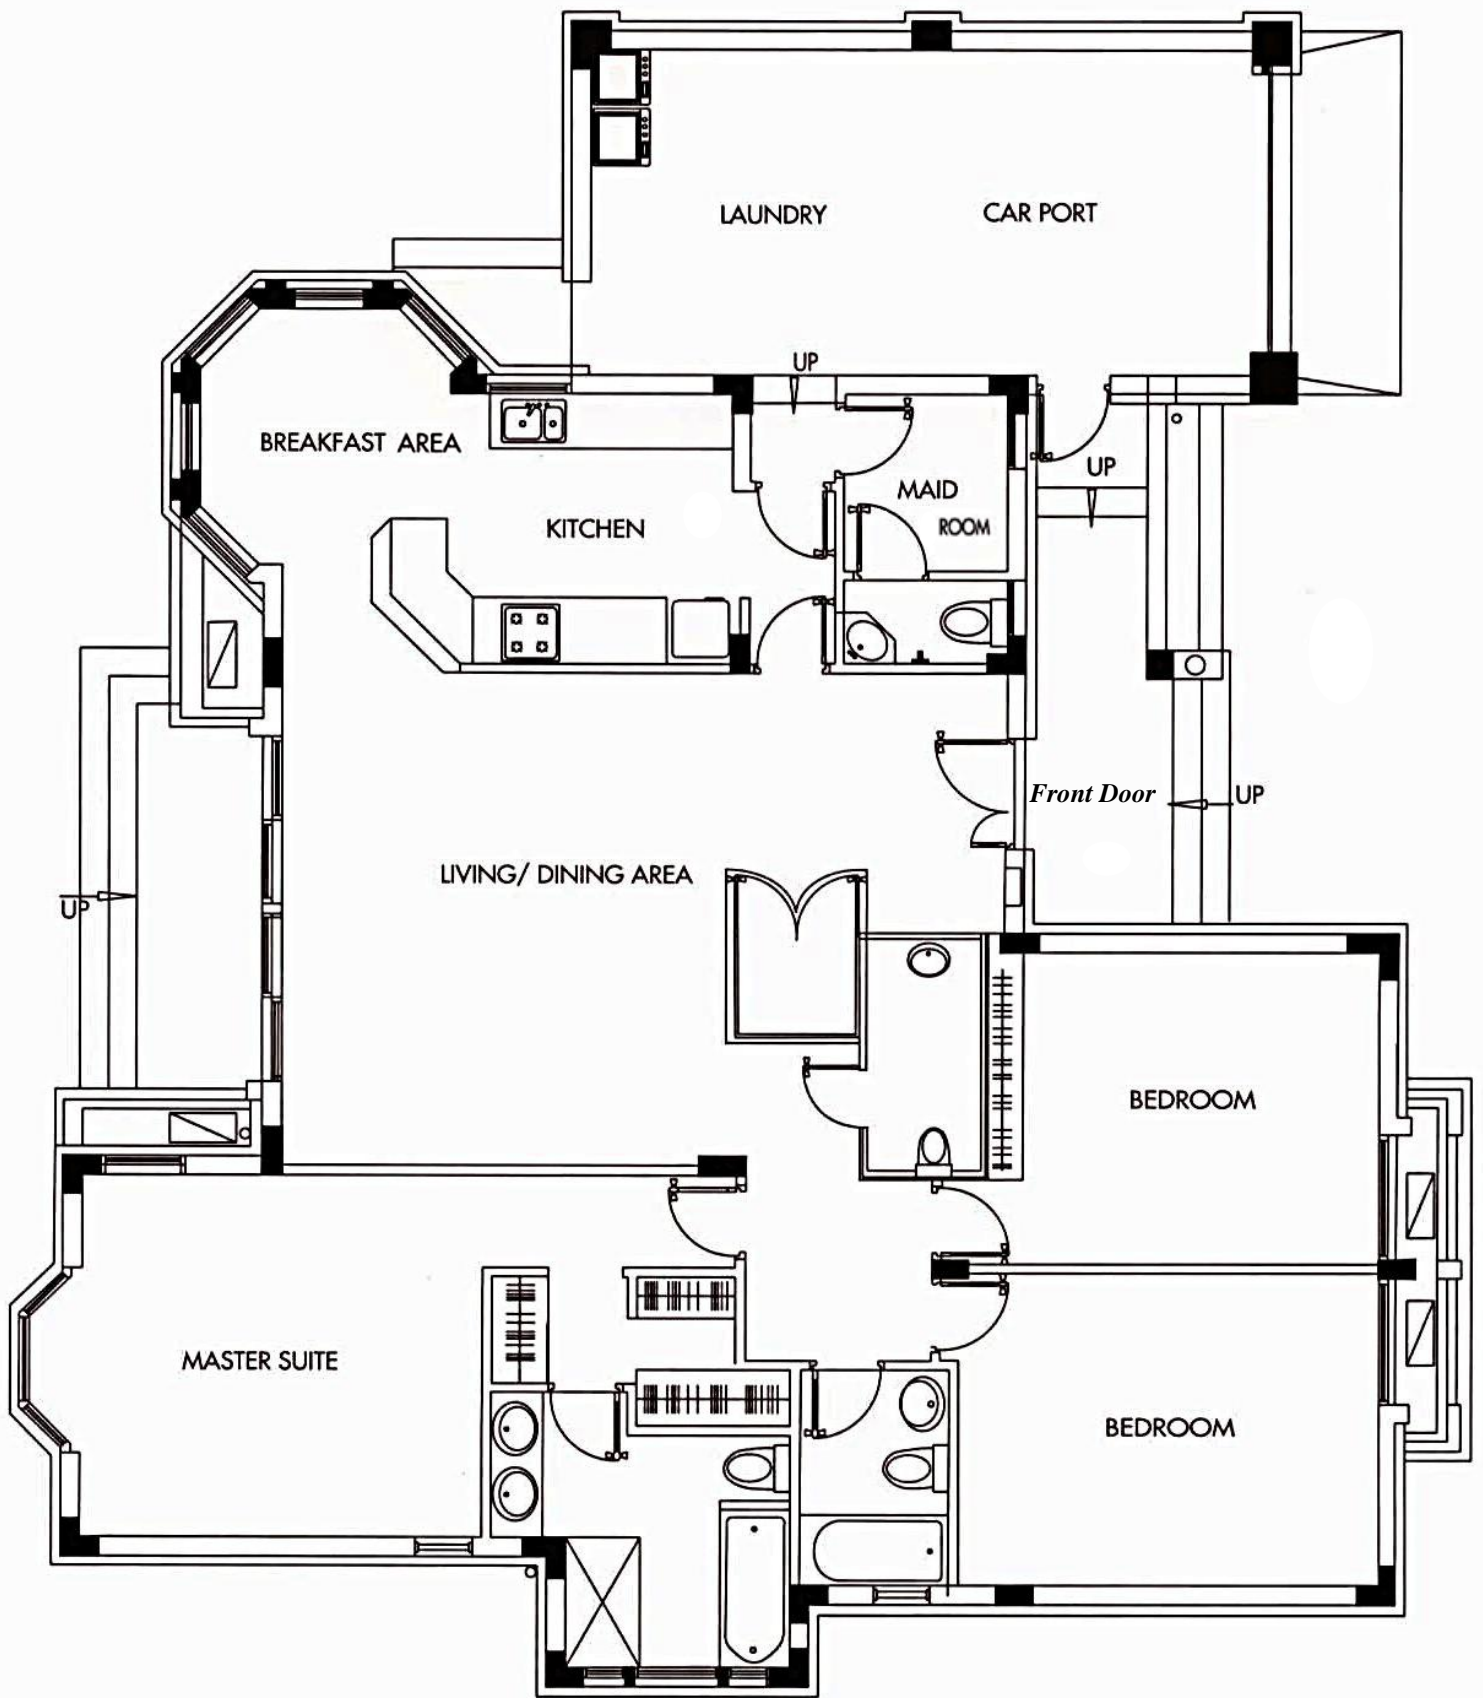 LAUNDRY
CAR PORT
UP
BREAKFAST AREA
UP
MAID
ROOM
KITCHEN
Front Door
UP
LIVING/ DINING AREA
UP
BEDROOM
MASTER SUITE
BEDROOM